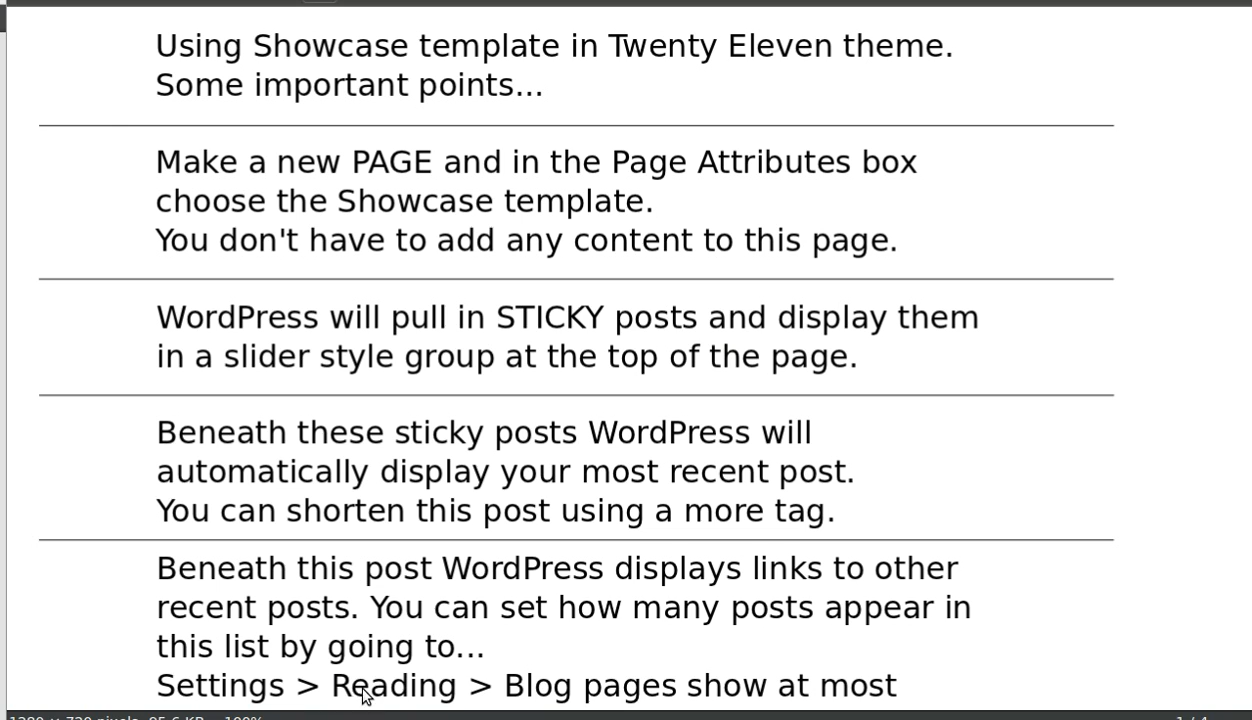 Using Showcase template in Twenty Eleven theme.
Some important points...
Make a new PAGE and in the Page Attributes box
choose the Showcase template.
You don't have to add any content to this page.
WordPress will pull in STICKY posts and display them
in a slider style group at the top of the page.
Beneath these sticky posts WordPress will
automatically display your most recent post.
You can shorten this post using a more tag.
Beneath this post WordPress displays links to other
recent posts. You can set how many posts appear in
this list by going to...
Settings > Reading > Blog pages show at most